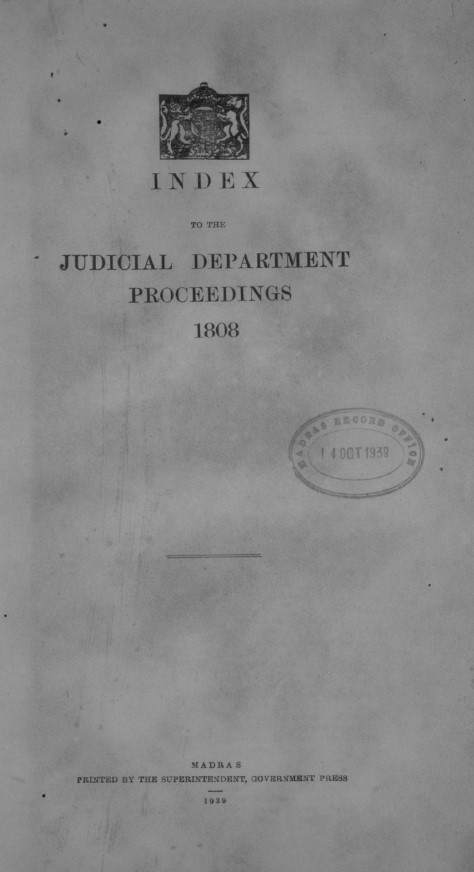 INDEX
TO THE
JUDICIAL DEPARTMENT
PROCEEDINGS
1808
MADRAS RECORD OFFICE
14 OCT 1939
MADRAS
PRINTED BY THE SUPERINTENDENT, GOVERNMENT PRESS
1939